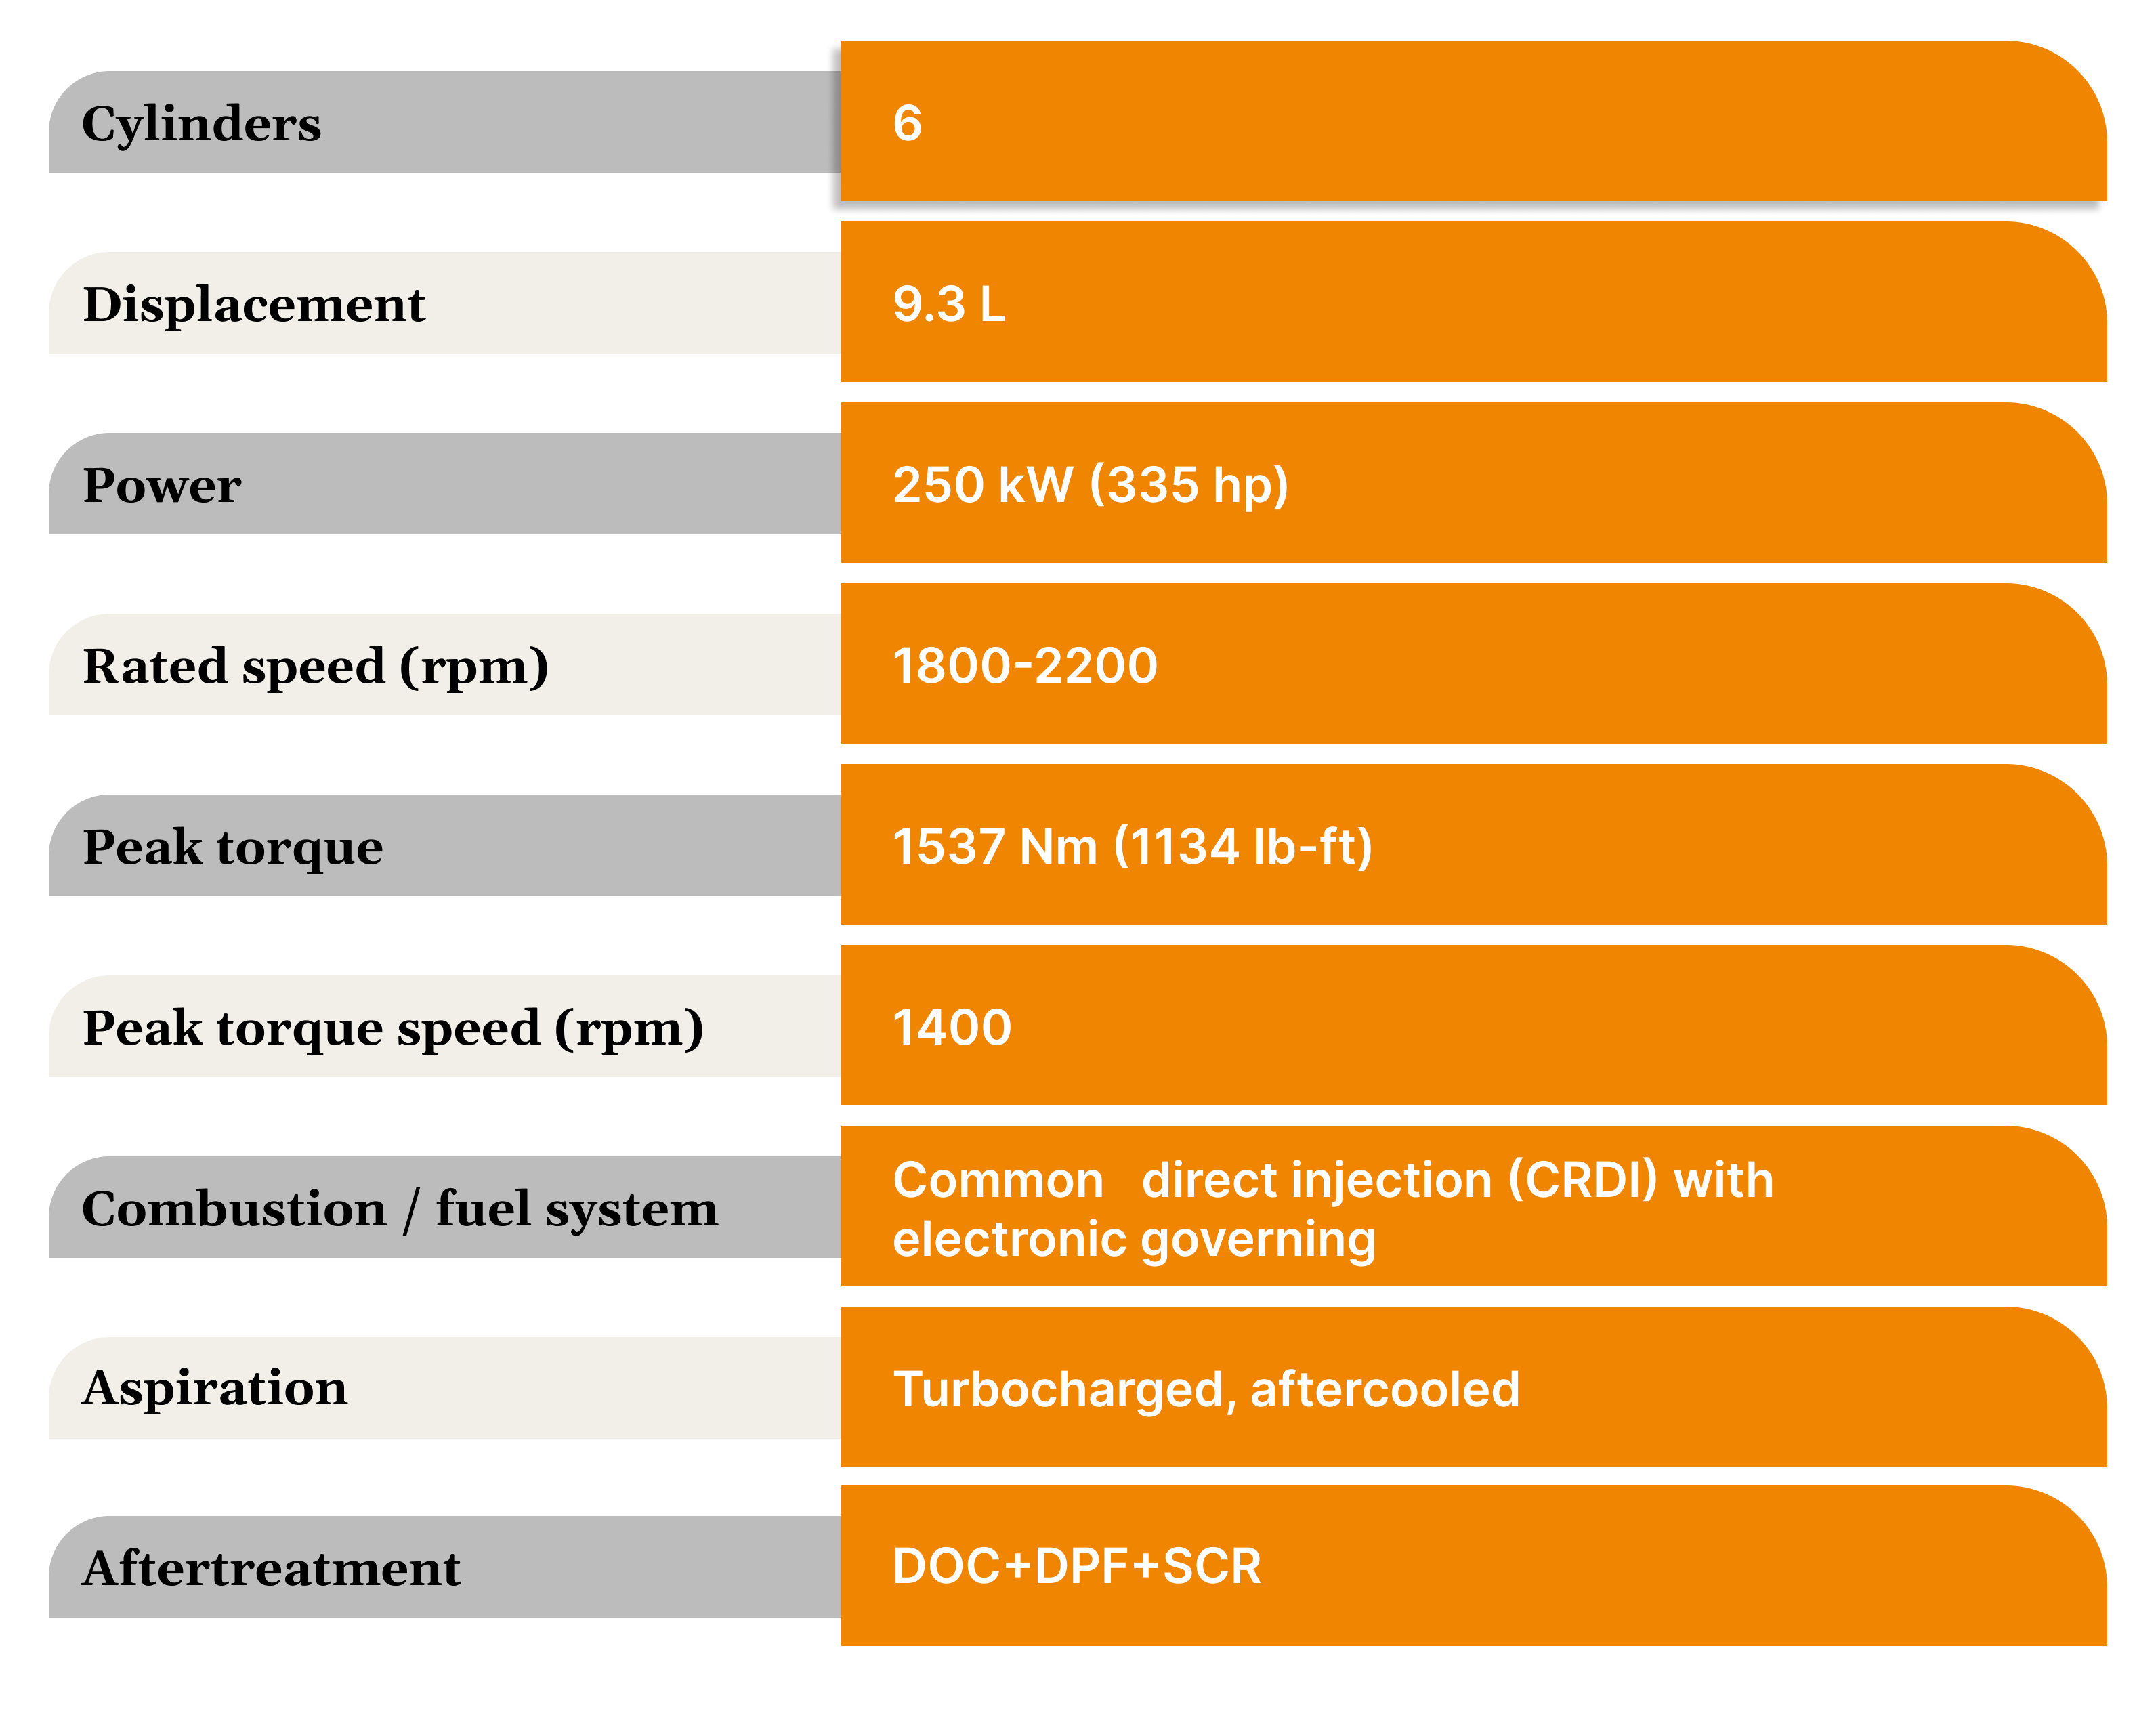 Cylinders 6
Displacement 9.3 L
Power 250 kW (335 hp)
Rated speed (rpm) 1800-2200
Peak torque 1537 Nm (1134 lb-ft)
Peak torque speed (rpm) 1400
Combustion / fuel system Common direct injection (CRDI) with
electronic governing
Aspiration Turbocharged, aftercooled
Aftertreatment DOC+DPF+SCR